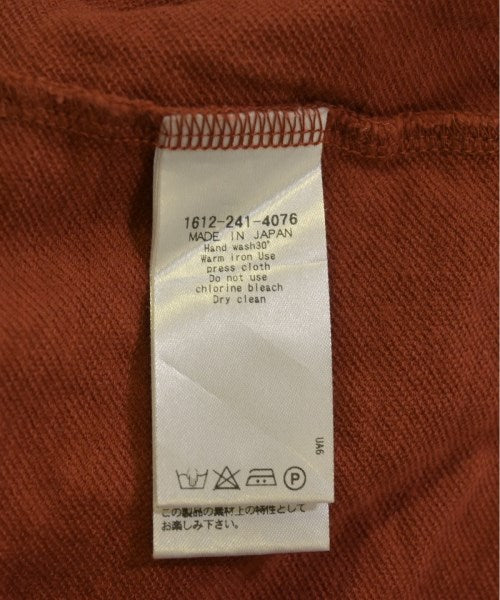 1612-241-4076
MADE IN JAPAN
Hand wash30°
Warm iron Use
press cloth
Do not use
chlorine bleach
Dry clean
UA6
P
この製品の素材上の特性として
お楽しみ下さい。